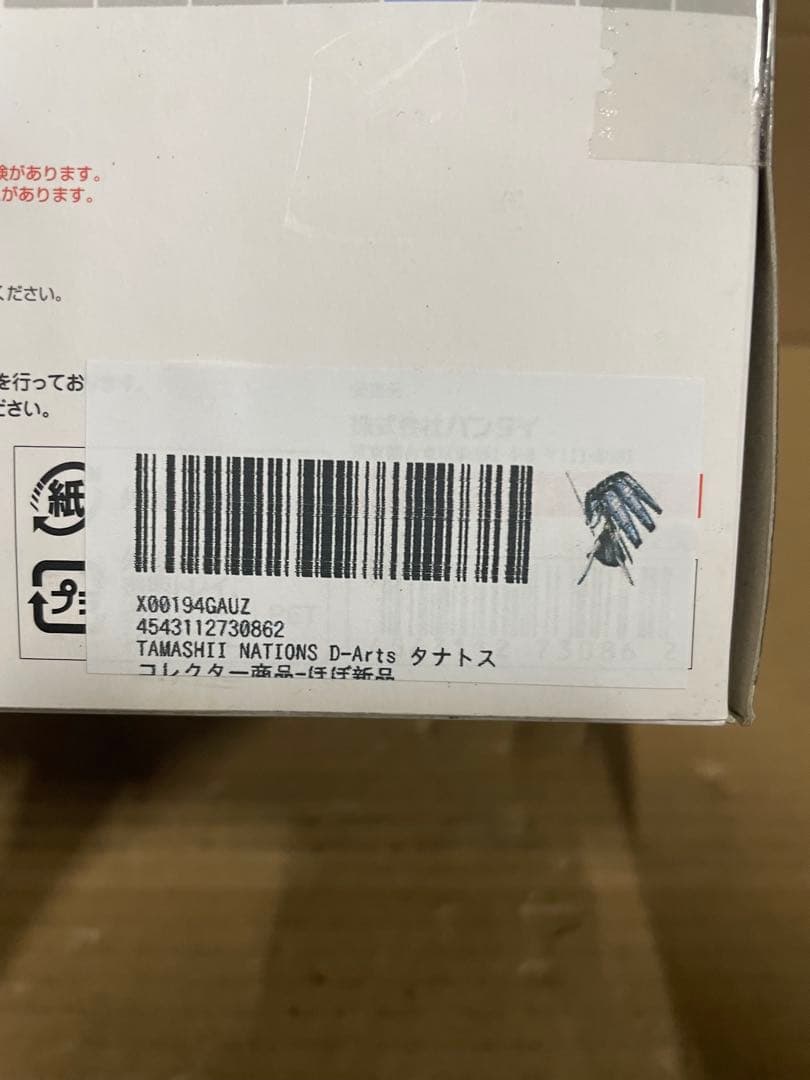 険があります。
があります。
ください。
を行ってお
ださい。
紙
プラ
X00194GAUZ
4543112730862
TAMASHII NATIONS D-Arts タナトス
コレクター商品-ほぼ新品
株式会社バンダイ